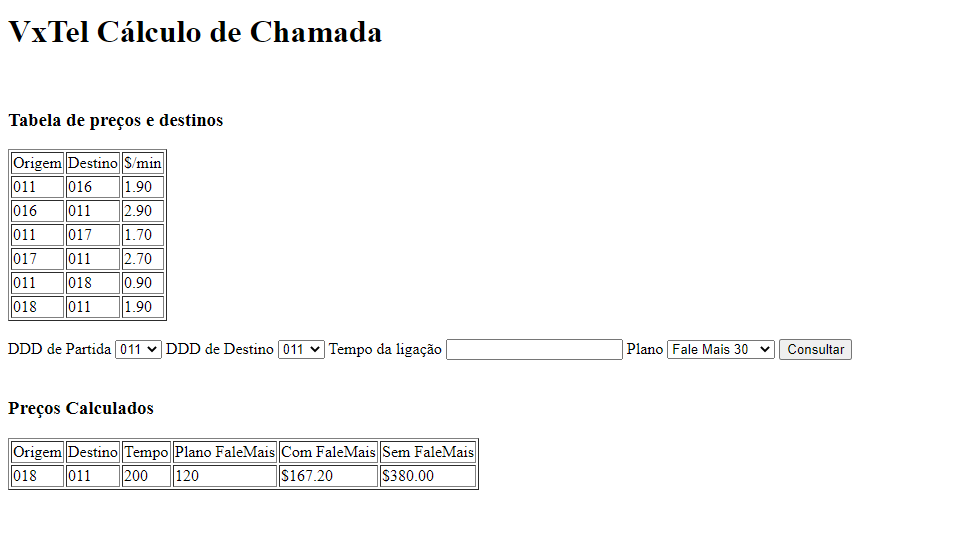 VxTel Cálculo de Chamada
Tabela de preços e destinos
Origem Destino $/min
011 016 1.90
016 011 2.90
011 017 1.70
017 011 2.70
011 018 0.90
018 011 1.90
DDD de Partida 011 DDD de Destino 011 Tempo da ligação Plano Fale Mais 30 Consultar
Preços Calculados
Origem Destino Tempo Plano FaleMais Com FaleMais Sem FaleMais
018 011 200 120 $167.20 $380.00